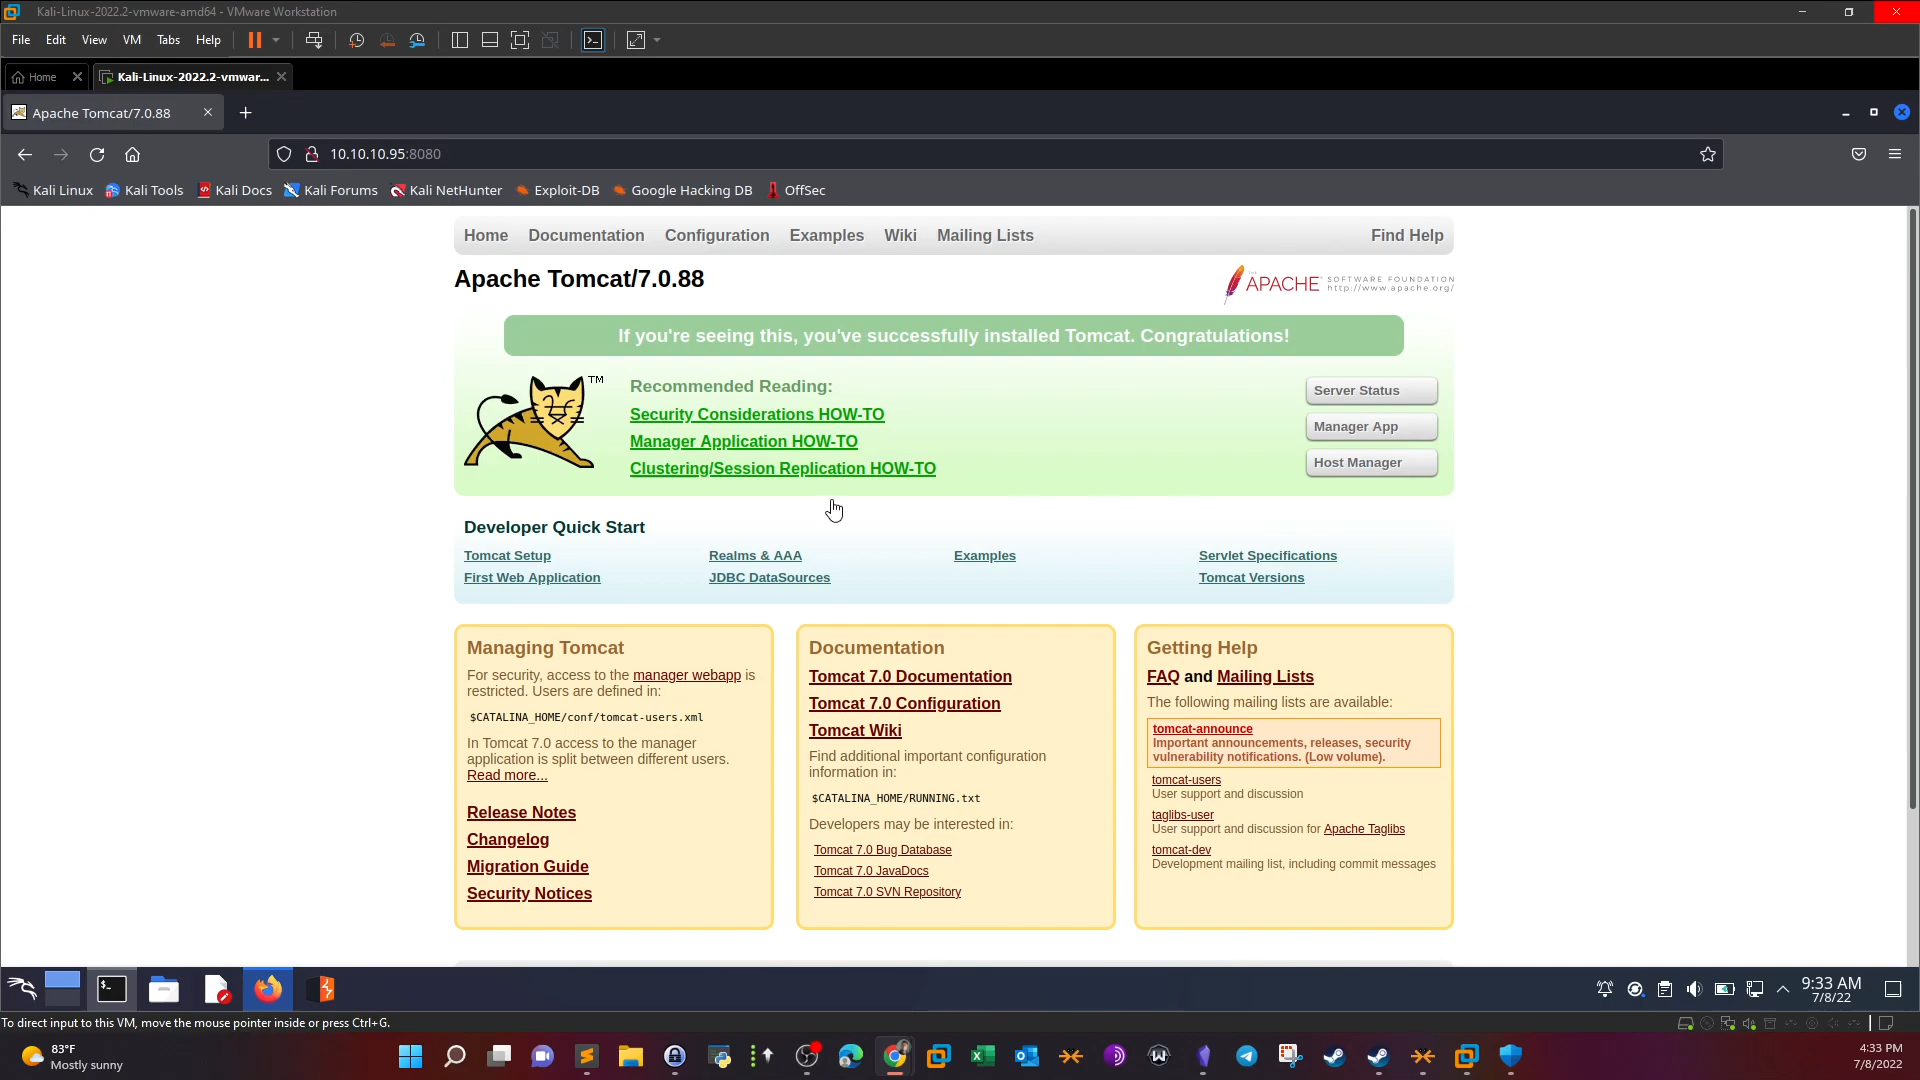 Kali-Linux-2022.2-vmware-amd64 - VMware Workstation
File Edit View VM Tabs Help
Home Kali-Linux-2022.2-vmwar...
Apache Tomcat/7.0.88
10.10.10.95:8080
Kali Linux Kali Tools Kali Docs Kali Forums Kali NetHunter Exploit-DB Google Hacking DB OffSec
Home Documentation Configuration Examples Wiki Mailing Lists Find Help
Apache Tomcat/7.0.88
THE APACHE SOFTWARE FOUNDATION
http://www.apache.org/
If you're seeing this, you've successfully installed Tomcat. Congratulations!
TM
Recommended Reading:
Security Considerations HOW-TO
Manager Application HOW-TO
Clustering/Session Replication HOW-TO
Server Status
Manager App
Host Manager
Developer Quick Start
Tomcat Setup
First Web Application
Realms & AAA
JDBC DataSources
Examples
Servlet Specifications
Tomcat Versions
Managing Tomcat
For security, access to the manager webapp is
restricted. Users are defined in:
$CATALINA_HOME/conf/tomcat-users.xml
In Tomcat 7.0 access to the manager
application is split between different users.
Read more...
Release Notes
Changelog
Migration Guide
Security Notices
Documentation
Tomcat 7.0 Documentation
Tomcat 7.0 Configuration
Tomcat Wiki
Find additional important configuration
information in:
$CATALINA_HOME/RUNNING.txt
Developers may be interested in:
Tomcat 7.0 Bug Database
Tomcat 7.0 JavaDocs
Tomcat 7.0 SVN Repository
Getting Help
FAQ and Mailing Lists
The following mailing lists are available:
tomcat-announce
Important announcements, releases, security
vulnerability notifications. (Low volume).
tomcat-users
User support and discussion
taglibs-user
User support and discussion for Apache Taglibs
tomcat-dev
Development mailing list, including commit messages
9:33 AM
7/8/22
To direct input to this VM, move the mouse pointer inside or press Ctrl+G.
83°F
Mostly sunny
4:33 PM
7/8/2022